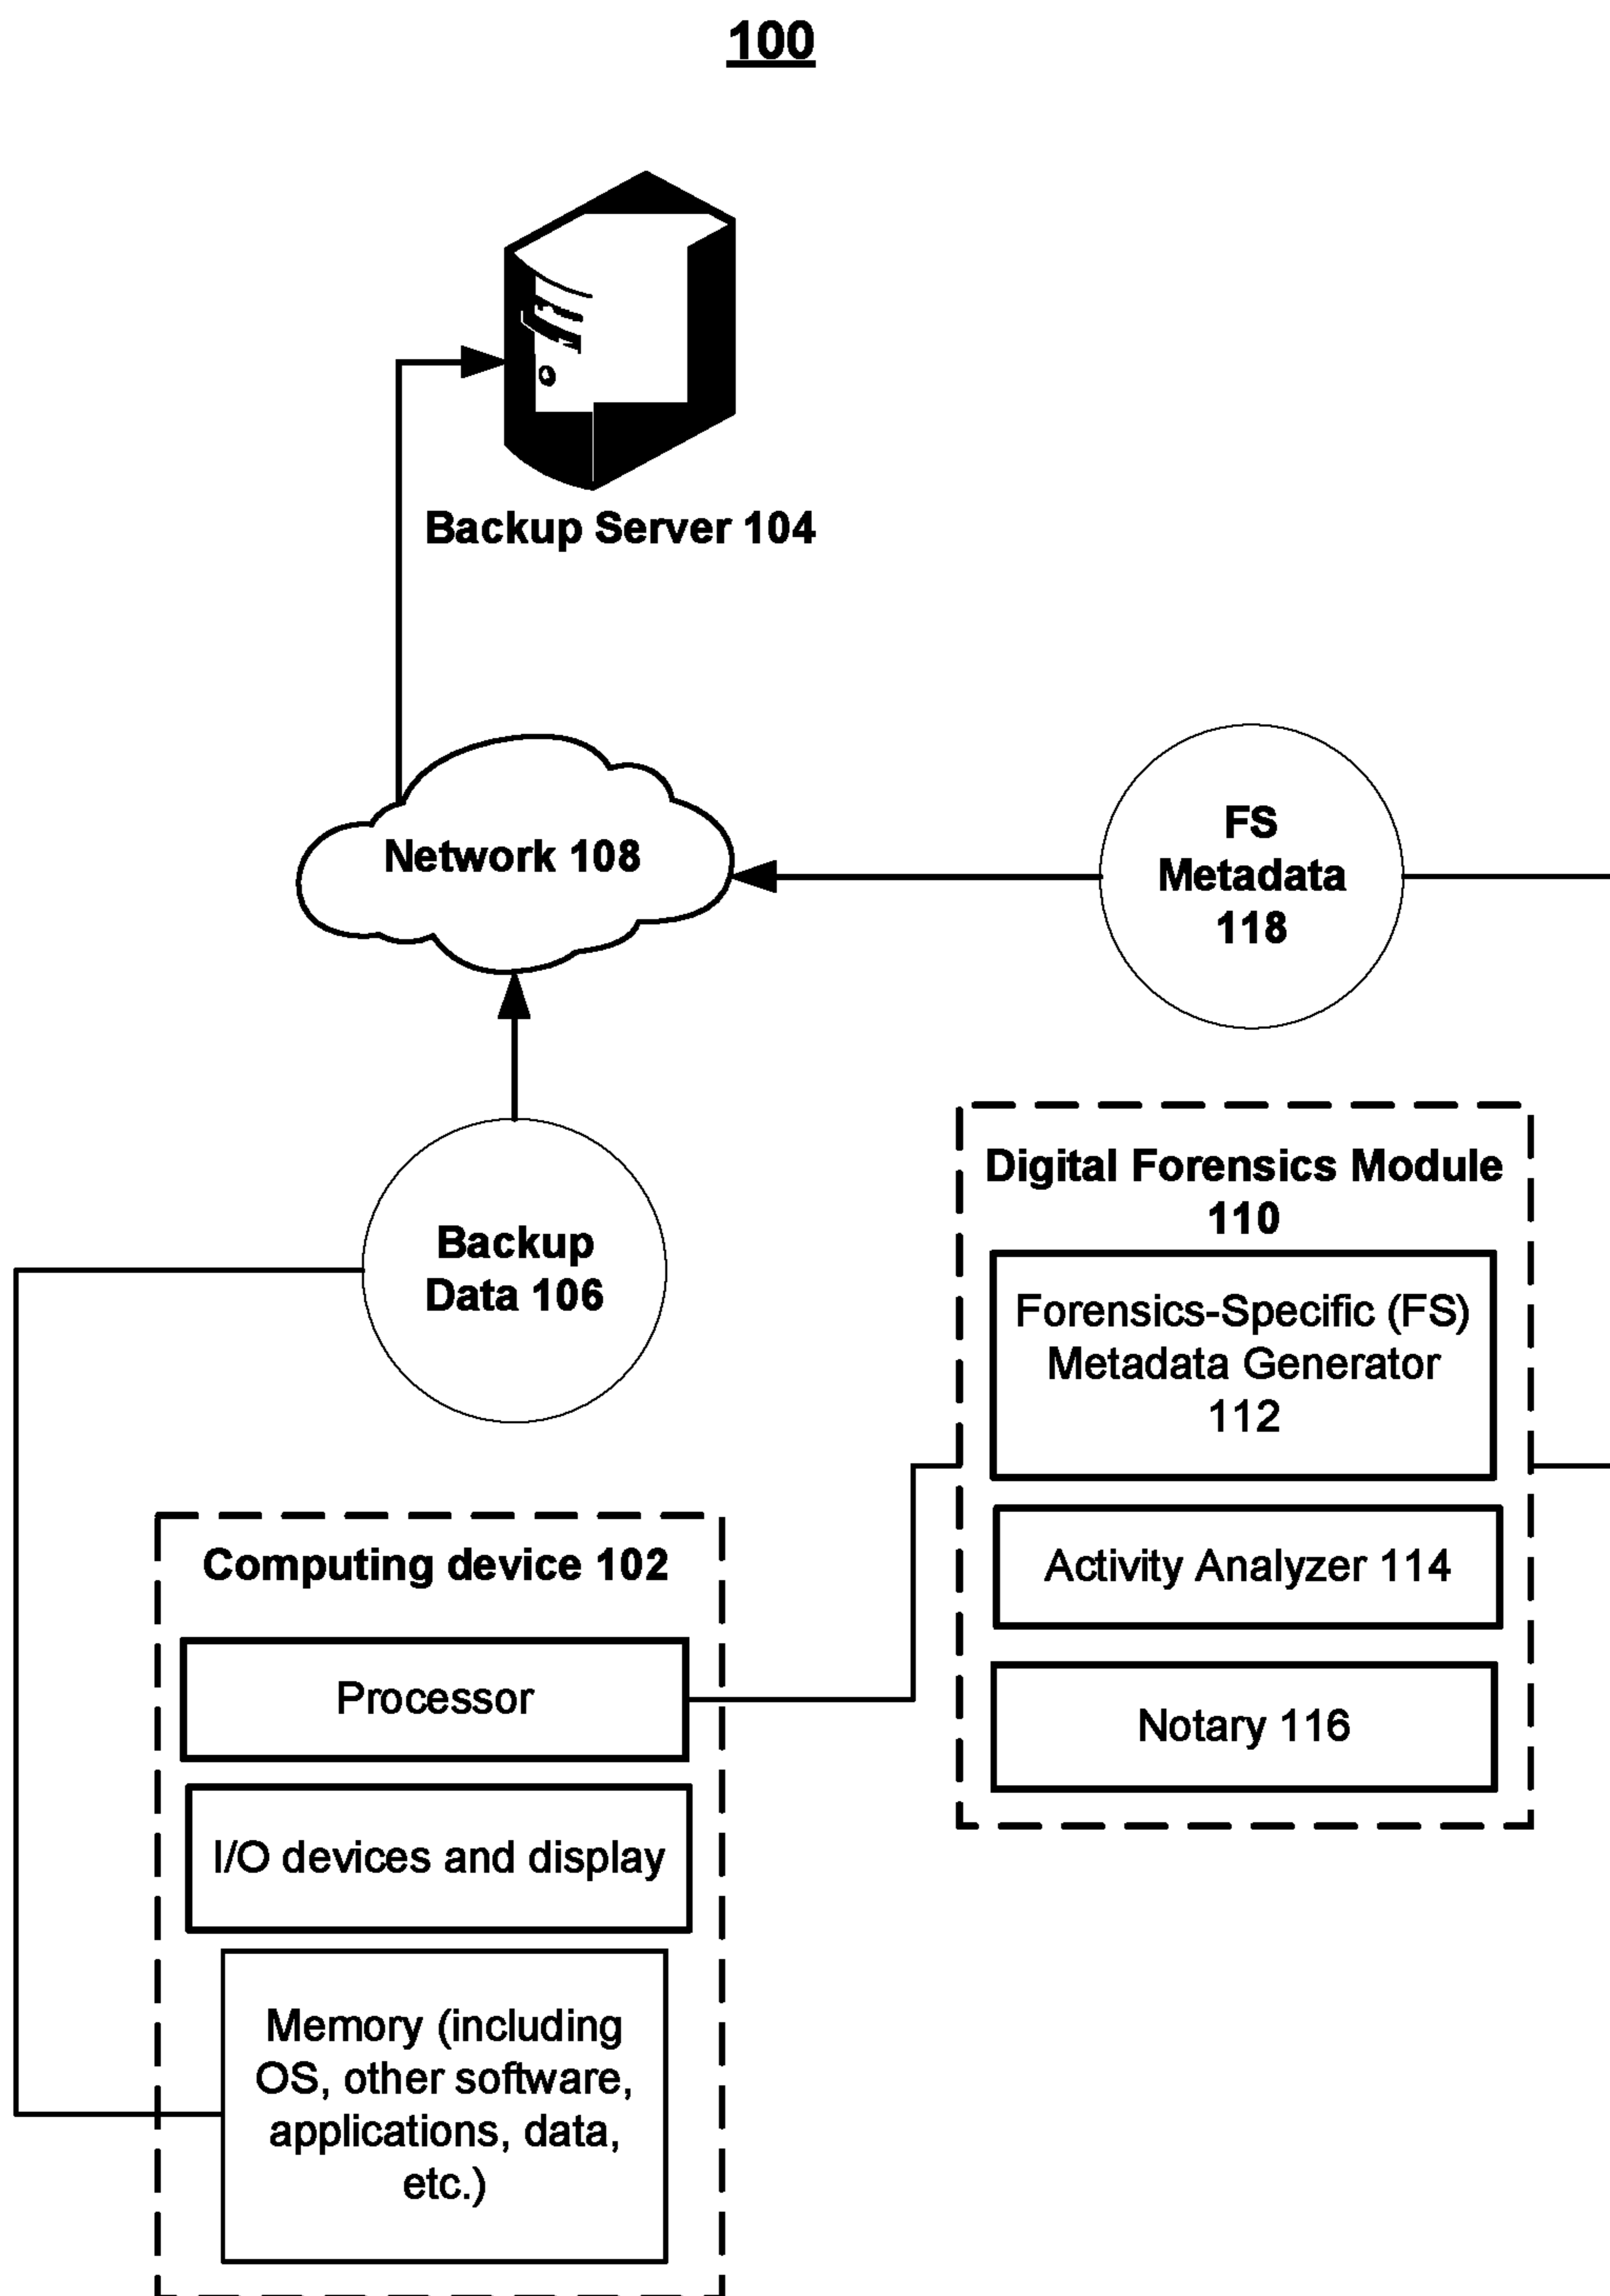 100
Backup Server 104
Network 108
FS
Metadata
118
Backup
Data 106
Digital Forensics Module
110
Forensics-Specific (FS)
Metadata Generator
112
Activity Analyzer 114
Notary 116
Computing device 102
Processor
I/O devices and display
Memory (including
OS, other software,
applications, data,
etc.)